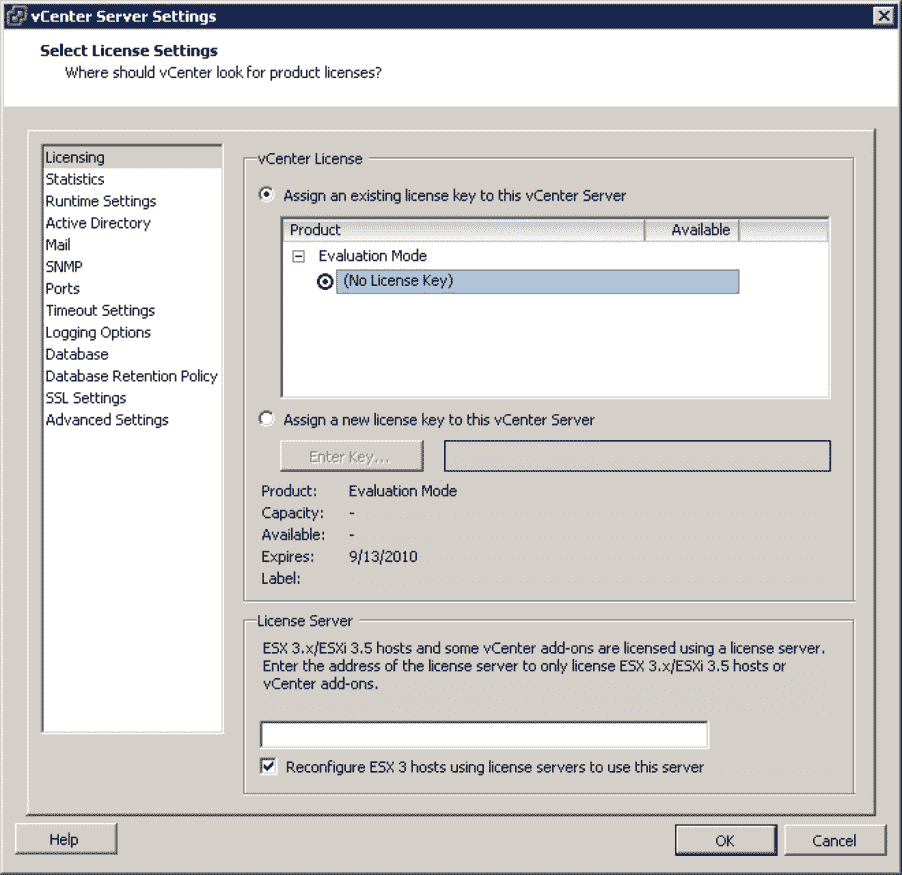 vCenter Server Settings
Select License Settings
Where should vCenter look for product licenses?
Licensing
Statistics
Runtime Settings
Active Directory
Mail
SNMP
Ports
Timeout Settings
Logging Options
Database
Database Retention Policy
SSL Settings
Advanced Settings
vCenter License
Assign an existing license key to this vCenter Server
Product Available
Evaluation Mode
(No License Key)
Assign a new license key to this vCenter Server
Enter Key...
Product: Evaluation Mode
Capacity: -
Available: -
Expires: 9/13/2010
Label:
License Server
ESX 3.x/ESXi 3.5 hosts and some vCenter add-ons are licensed using a license server.
Enter the address of the license server to only license ESX 3.x/ESXi 3.5 hosts or
vCenter add-ons.
Reconfigure ESX 3 hosts using license servers to use this server
Help OK Cancel